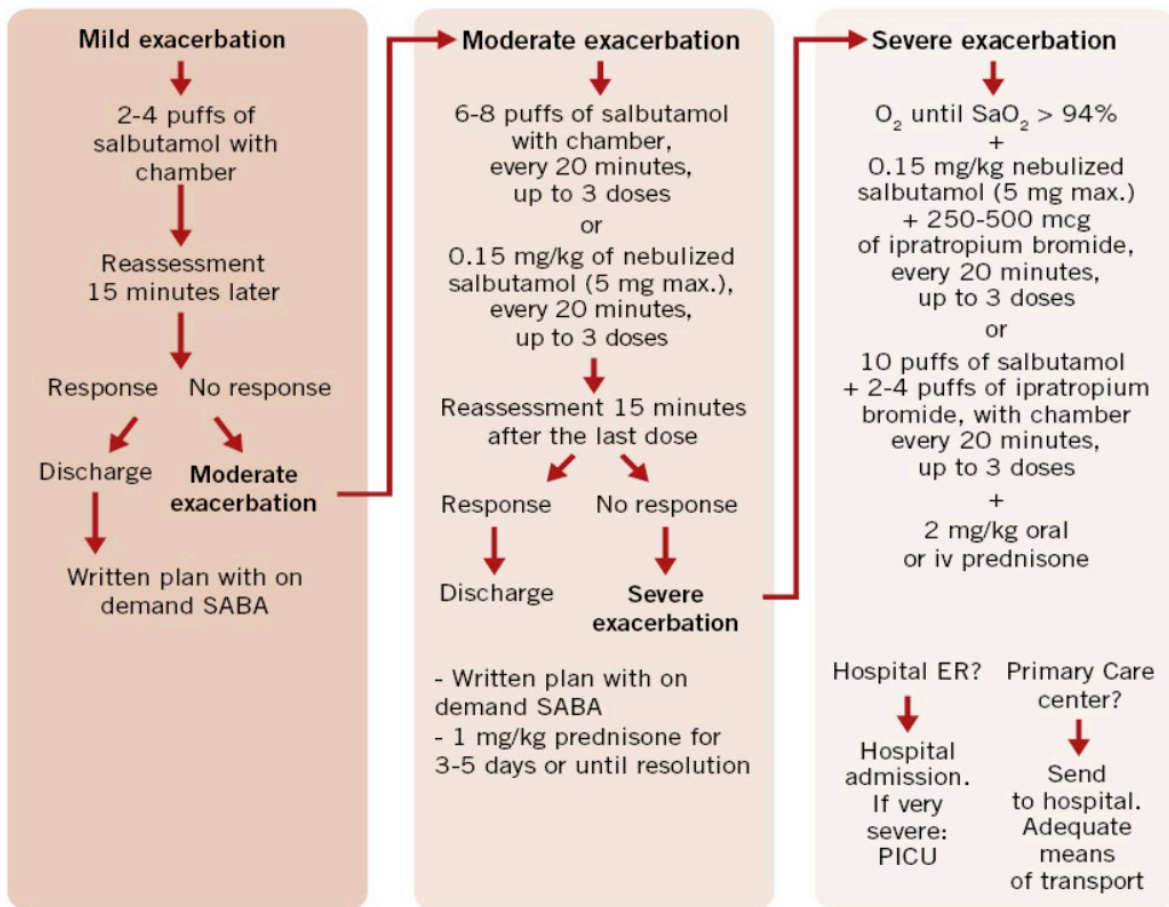 Mild exacerbation
2-4 puffs of
salbutamol with
chamber
Reassessment
15 minutes later
Response
No response
Discharge
Moderate
exacerbation
Written plan with on
demand SABA
Moderate exacerbation
6-8 puffs of salbutamol
with chamber,
every 20 minutes,
up to 3 doses
or
0.15 mg/kg of nebulized
salbutamol (5 mg max.),
every 20 minutes,
up to 3 doses
Reassessment 15 minutes
after the last dose
Response
No response
Discharge
Severe
exacerbation
- Written plan with on
demand SABA
- 1 mg/kg prednisone for
3-5 days or until resolution
Severe exacerbation
O₂ until SaO₂ > 94%
+
0.15 mg/kg nebulized
salbutamol (5 mg max.)
+ 250-500 mcg
of ipratropium bromide,
every 20 minutes,
up to 3 doses
or
10 puffs of salbutamol
+ 2-4 puffs of ipratropium
bromide, with chamber
every 20 minutes,
up to 3 doses
+
2 mg/kg oral
or iv prednisone
Hospital ER?
Hospital
admission.
If very
severe:
PICU
Primary Care
center?
Send
to hospital.
Adequate
means
of transport